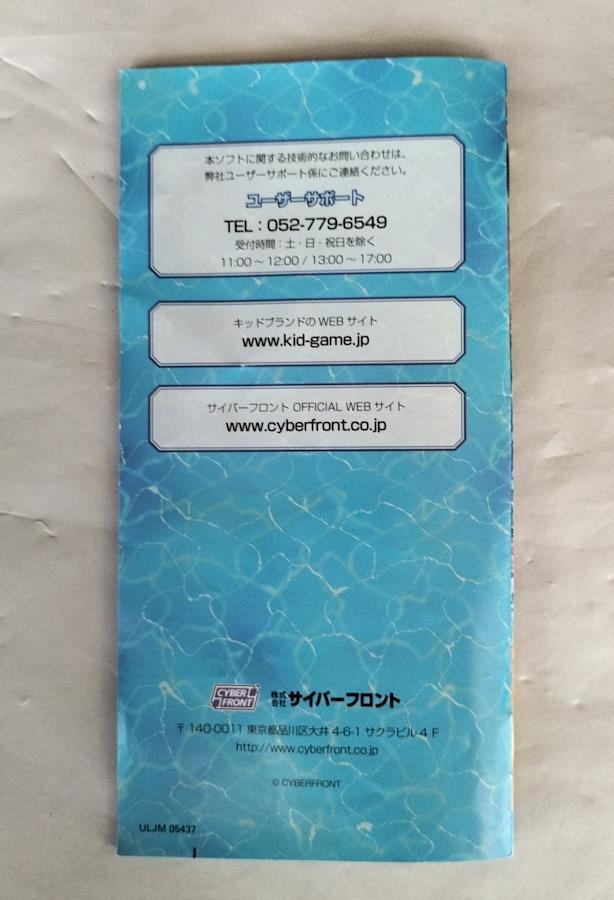 本ソフトに関する技術的なお問い合わせは、
弊社ユーザーサポート係にご連絡ください。
ユーザーサポート
TEL：052-779-6549
受付時間：土・日・祝日を除く
11:00～12:00 / 13:00～17:00
キッドブランドの WEB サイト
www.kid-game.jp
サイバーフロント OFFICIAL WEB サイト
www.cyberfront.co.jp
CYBER FRONT 株式会社サイバーフロント
〒140-0011 東京都品川区大井 4-6-1 サクラビル 4 F
http://www.cyberfront.co.jp
© CYBERFRONT
ULJM 05437